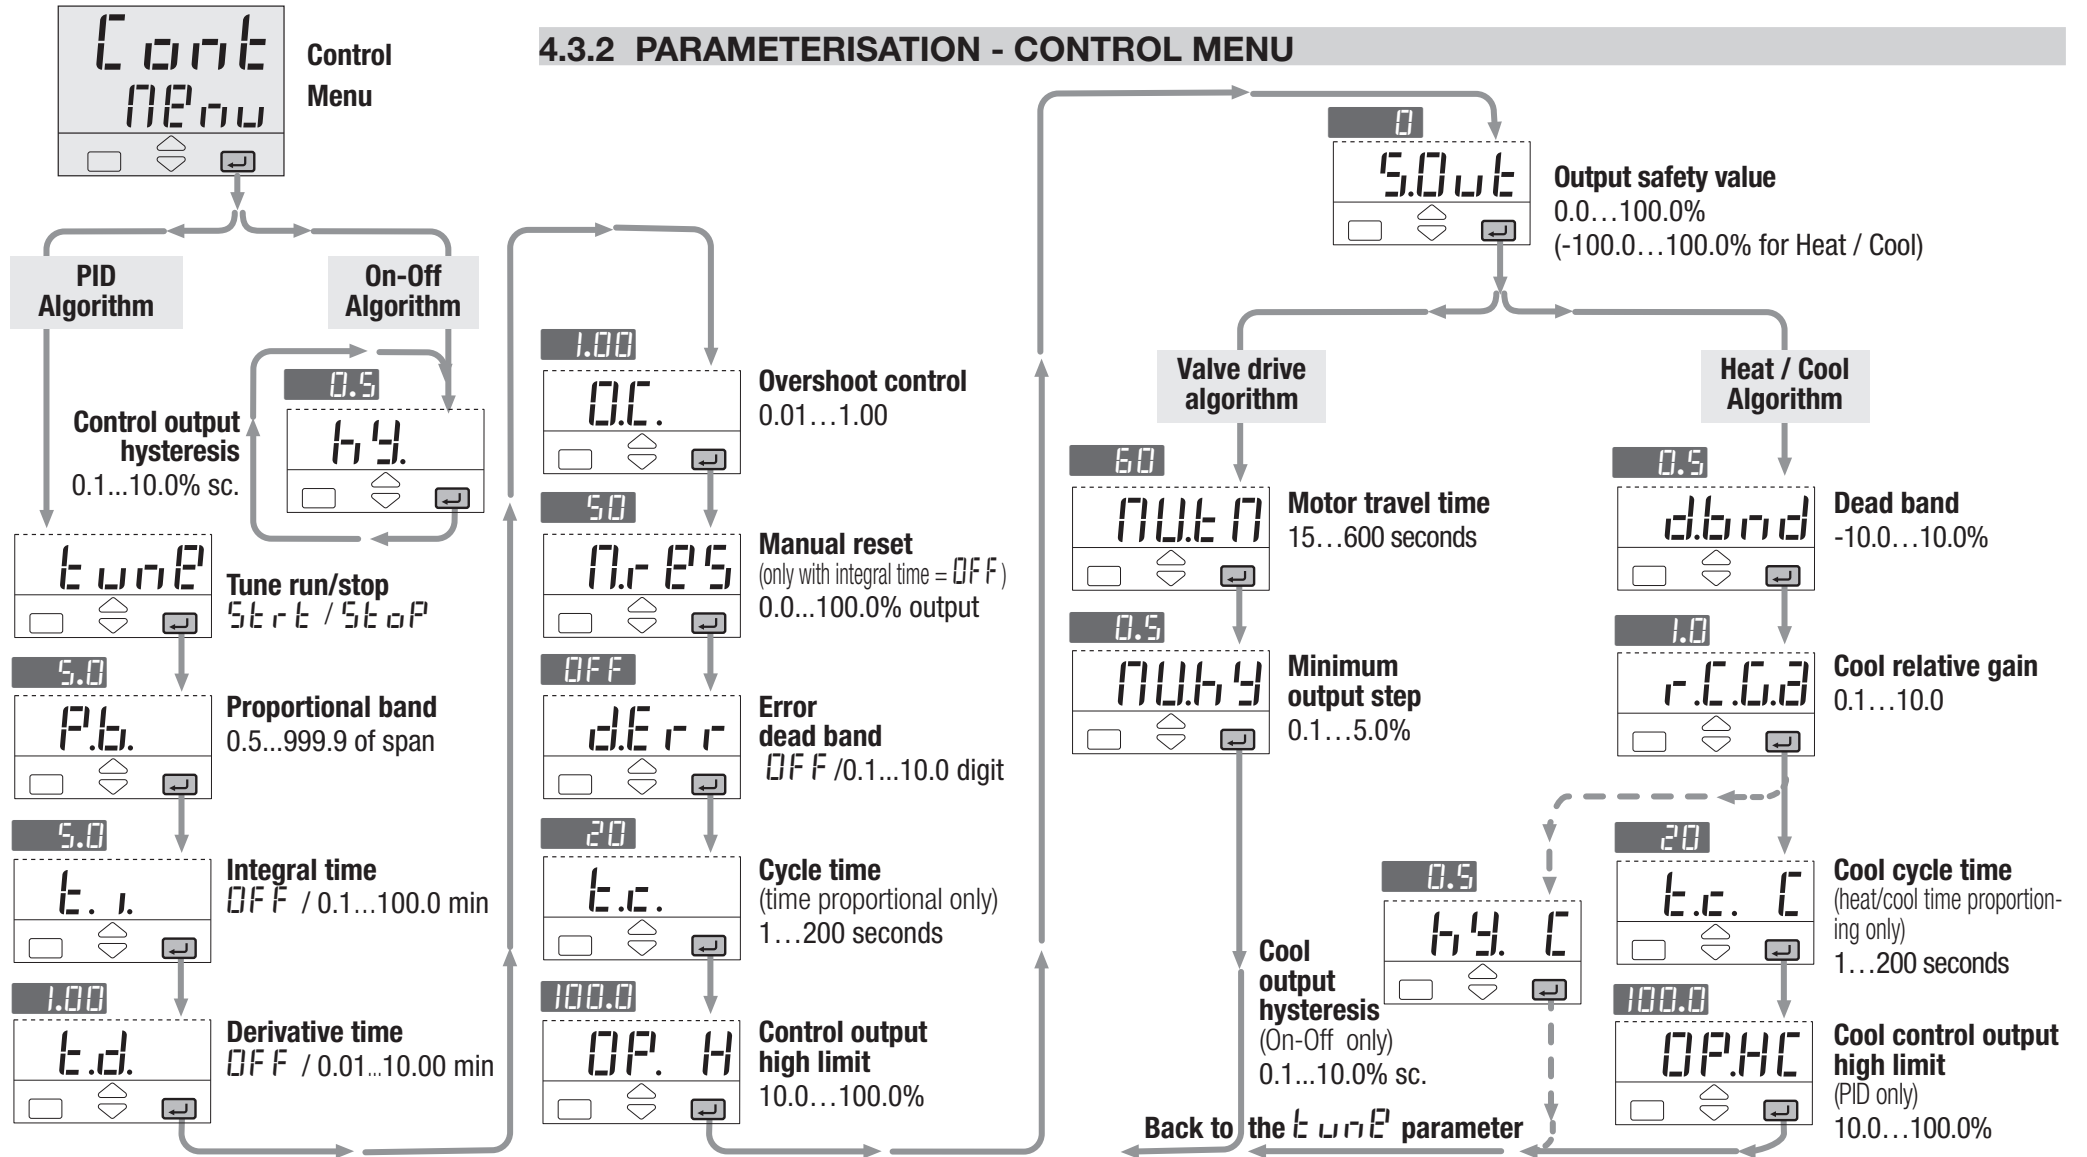 4.3.2 PARAMETERISATION - CONTROL MENU
Cont
MEnu
Control
Menu
PID
Algorithm
On-Off
Algorithm
0.5
hy.
Control output
hysteresis
0.1...10.0% sc.
tunE
Tune run/stop
Strt / StoP
5.0
P.b.
Proportional band
0.5...999.9 of span
5.0
t.i.
Integral time
OFF / 0.1...100.0 min
1.00
t.d.
Derivative time
OFF / 0.01...10.00 min
1.00
O.C.
Overshoot control
0.01…1.00
50
M.rES
Manual reset
(only with integral time = OFF)
0.0...100.0% output
OFF
d.Err
Error
dead band
OFF/0.1...10.0 digit
20
t.c.
Cycle time
(time proportional only)
1…200 seconds
100.0
OP. H
Control output
high limit
10.0…100.0%
0
S.Out
Output safety value
0.0…100.0%
(-100.0…100.0% for Heat / Cool)
Valve drive
algorithm
60
MV.tM
Motor travel time
15…600 seconds
0.5
MV.hy
Minimum
output step
0.1…5.0%
Heat / Cool
Algorithm
0.5
d.bnd
Dead band
-10.0…10.0%
1.0
r.C.G.a
Cool relative gain
0.1…10.0
0.5
hy. C
Cool
output
hysteresis
(On-Off only)
0.1...10.0% sc.
20
t.c. C
Cool cycle time
(heat/cool time proportion-
ing only)
1…200 seconds
100.0
OP.HC
Cool control output
high limit
(PID only)
10.0…100.0%
Back to the tunE parameter